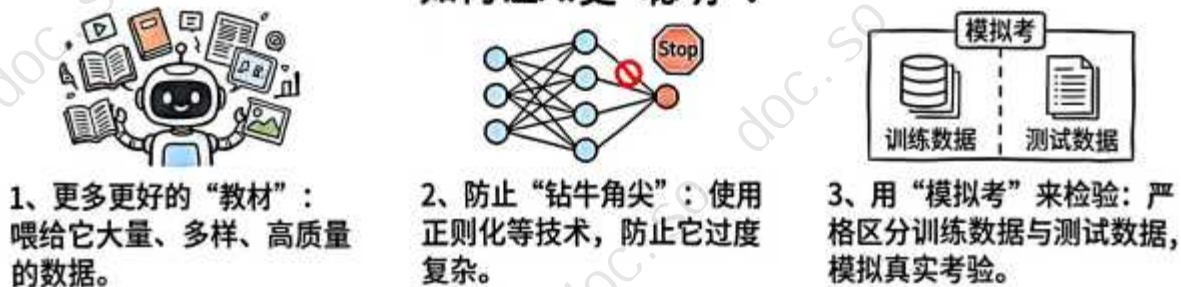 Stop
模拟考
训练数据
测试数据
1、更多更好的“教材”：
喂给它大量、多样、高质量
的数据。
2、防止“钻牛角尖”：使用
正则化等技术，防止它过度
复杂。
3、用“模拟考”来检验：严
格区分训练数据与测试数据，
模拟真实考验。
doc.so